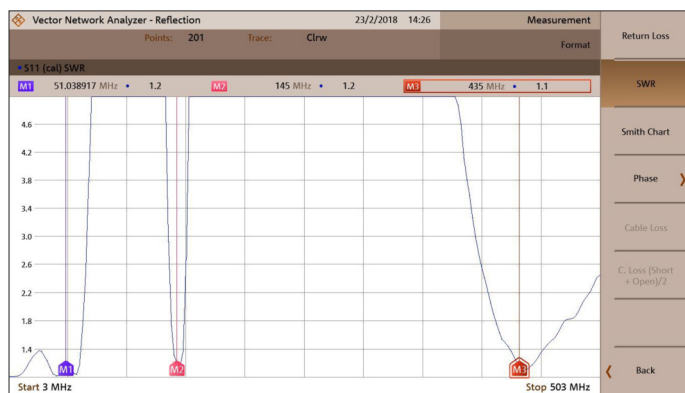 Vector Network Analyzer - Reflection 23/2/2018 14:26 Measurement
Points: 201 Trace: Clrw
Format
• S11 (cal) SWR
M1 51.038917 MHz • 1.2 M2 145 MHz • 1.2 M3 435 MHz • 1.1
4.6
4.2
3.8
3.4
3.0
2.6
2.2
1.8
1.4
M1 M2 M3
Start 3 MHz Stop 503 MHz
Return Loss
SWR
Smith Chart
Phase
Cable Loss
C. Loss (Short
+ Open)/2
Back